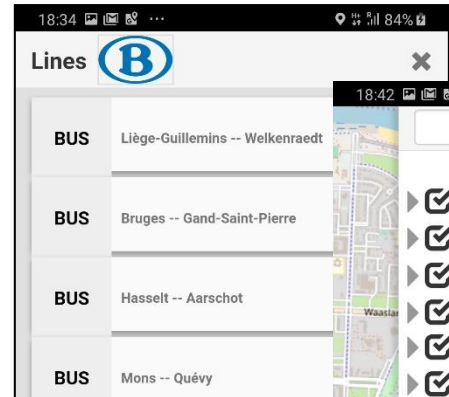 18:34 ... 84%
Lines B
18:42
BUS Liège-Guillemins -- Welkenraedt
BUS Bruges -- Gand-Saint-Pierre
BUS Hasselt -- Aarschot
BUS Mons -- Quévy